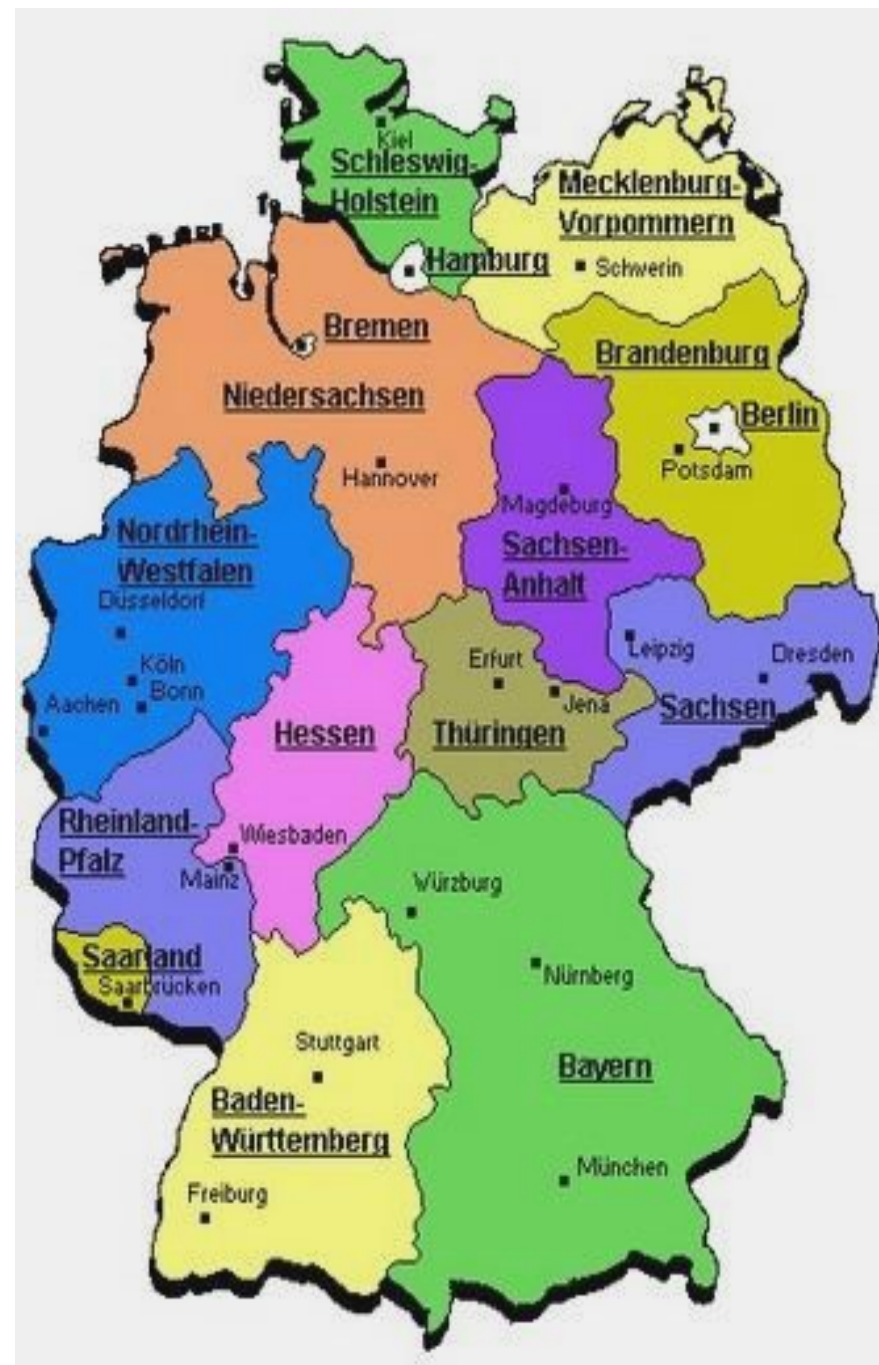 Kiel
Schleswig-
Holstein
Mecklenburg-
Vorpommern
Hamburg
Schwerin
Bremen
Brandenburg
Niedersachsen
Berlin
Hannover
Potsdam
Magdeburg
Nordrhein-
Westfalen
Sachsen-
Anhalt
Düsseldorf
Köln
Bonn
Aachen
Erfurt
Leipzig
Dresden
Jena
Sachsen
Hessen
Thüringen
Rheinland-
Pfalz
Wiesbaden
Mainz
Würzburg
Saarland
Saarbrücken
Nürnberg
Stuttgart
Bayern
Baden-
Württemberg
München
Freiburg